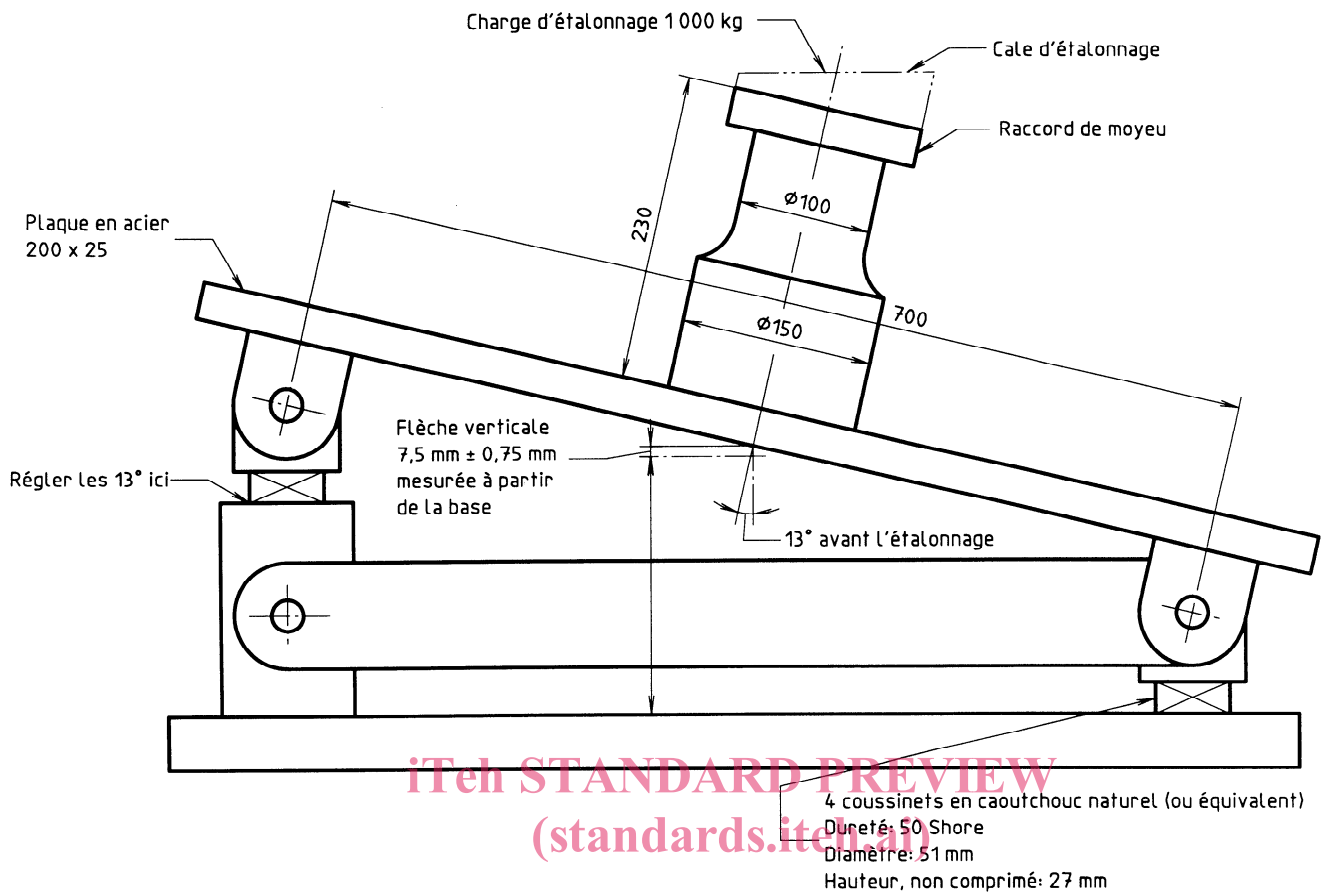 Charge d'étalonnage 1 000 kg
Cale d'étalonnage
Raccord de moyeu
230
Ø100
Plaque en acier
200 x 25
Ø150
700
Flèche verticale
7,5 mm ± 0,75 mm
mesurée à partir
de la base
Régler les 13° ici
13° avant l'étalonnage
iTeh STANDARD PREVIEW
(standards.iteh.ai)
4 coussinets en caoutchouc naturel (ou équivalent)
Dureté: 50 Shore
Diamètre: 51 mm
Hauteur, non comprimé: 27 mm